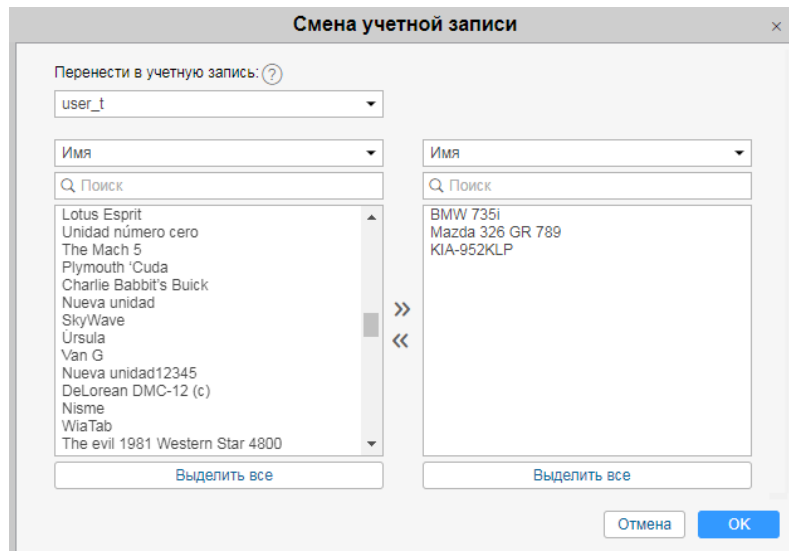 Смена учетной записи
×
Перенести в учетную запись: ?
user_t
Имя
Поиск
Lotus Esprit
Unidad número cero
The Mach 5
Plymouth ‘Cuda
Charlie Babbit's Buick
Nueva unidad
SkyWave
Úrsula
Van G
Nueva unidad12345
DeLorean DMC-12 (c)
Nisme
WiaTab
The evil 1981 Western Star 4800
Выделить все
Имя
Поиск
BMW 735i
Mazda 326 GR 789
KIA-952KLP
Выделить все
Отмена
OK